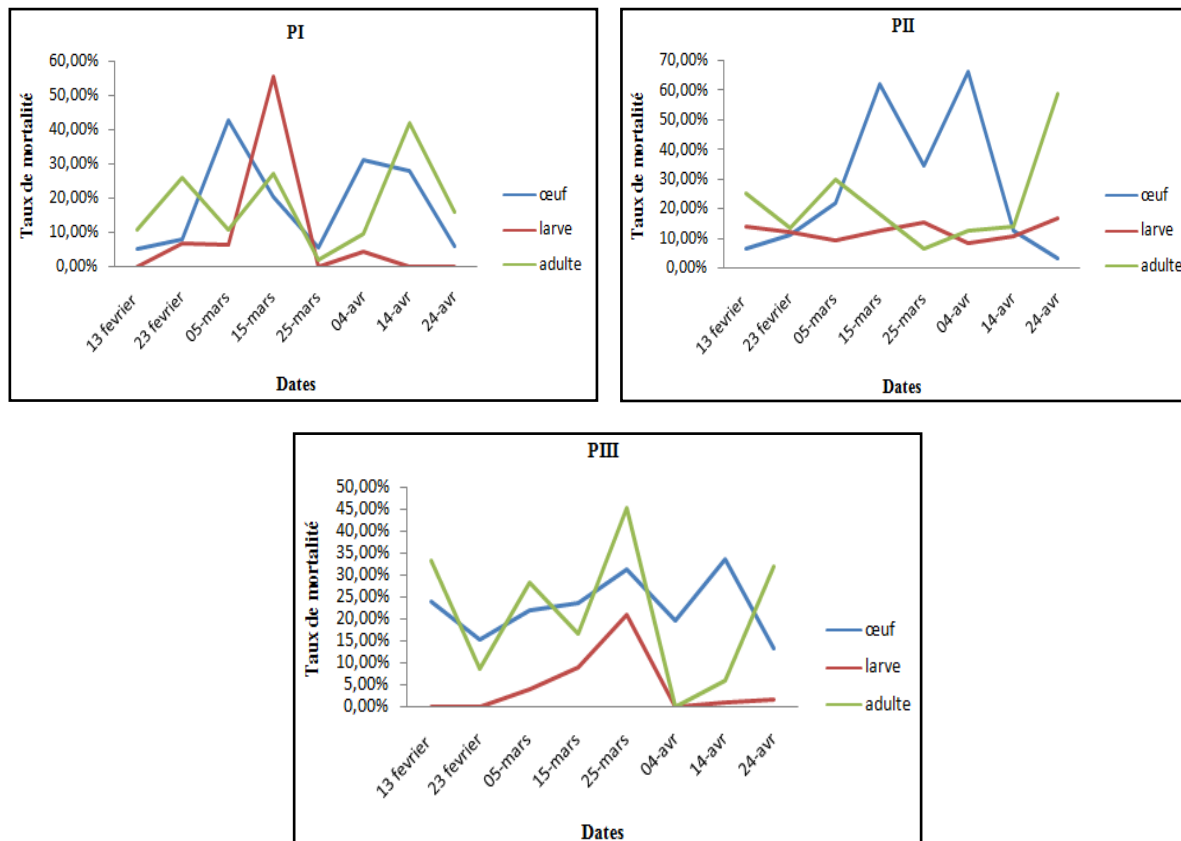 PI
Taux de mortalité
60,00%
50,00%
40,00%
30,00%
20,00%
10,00%
0,00%
13 fevrier
23 fevrier
05-mars
15-mars
25-mars
04-avr
14-avr
24-avr
Dates
œuf
larve
adulte
PII
Taux de mortalité
70,00%
60,00%
50,00%
40,00%
30,00%
20,00%
10,00%
0,00%
13 fevrier
23 fevrier
05-mars
15-mars
25-mars
04-avr
14-avr
24-avr
Dates
œuf
larve
adulte
PIII
Taux de mortalité
50,00%
45,00%
40,00%
35,00%
30,00%
25,00%
20,00%
15,00%
10,00%
5,00%
0,00%
13 fevrier
23 fevrier
05-mars
15-mars
25-mars
04-avr
14-avr
24-avr
Dates
œuf
larve
adulte